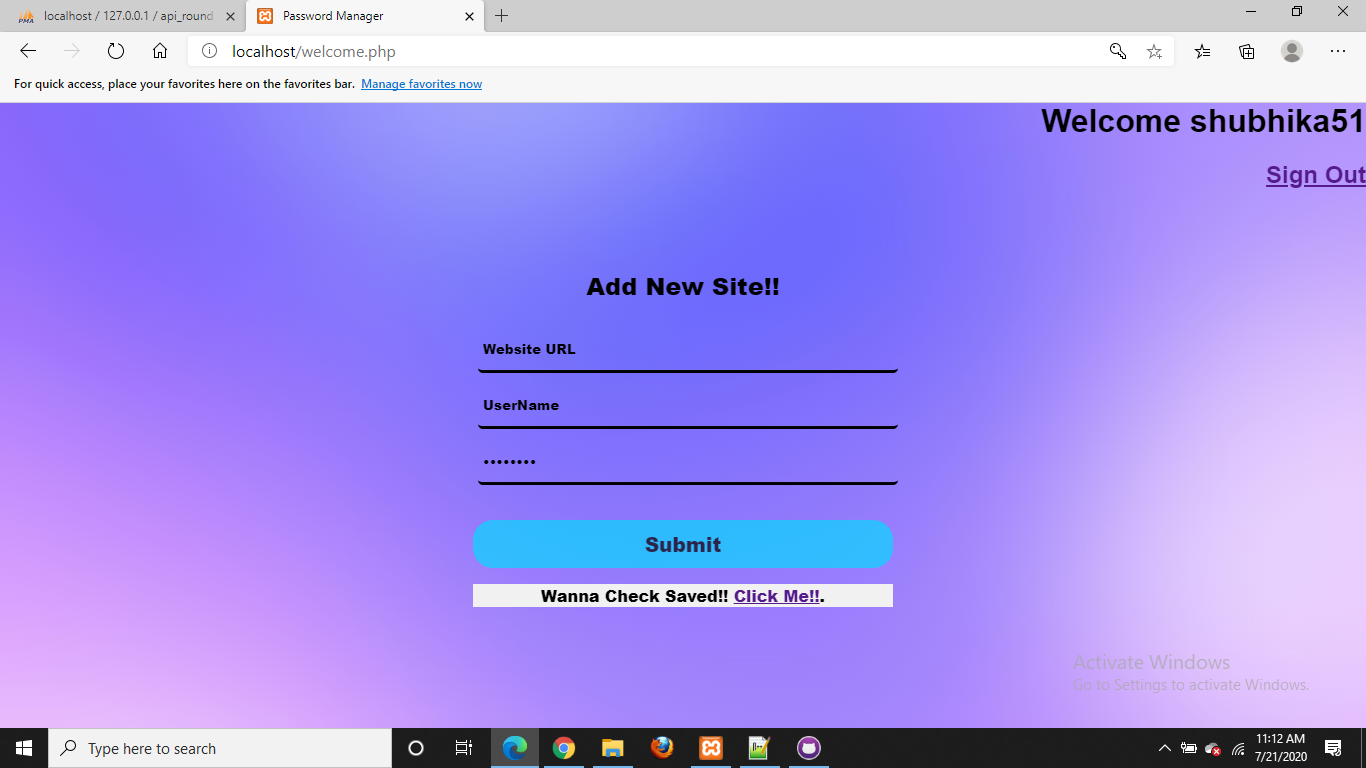 PMA localhost / 127.0.0.1 / api_round
Password Manager
localhost/welcome.php
For quick access, place your favorites here on the favorites bar. Manage favorites now
Welcome shubhika51
Sign Out
Add New Site!!
Website URL
UserName
••••••••
Submit
Wanna Check Saved!! Click Me!!.
Activate Windows
Go to Settings to activate Windows.
Type here to search
11:12 AM
7/21/2020